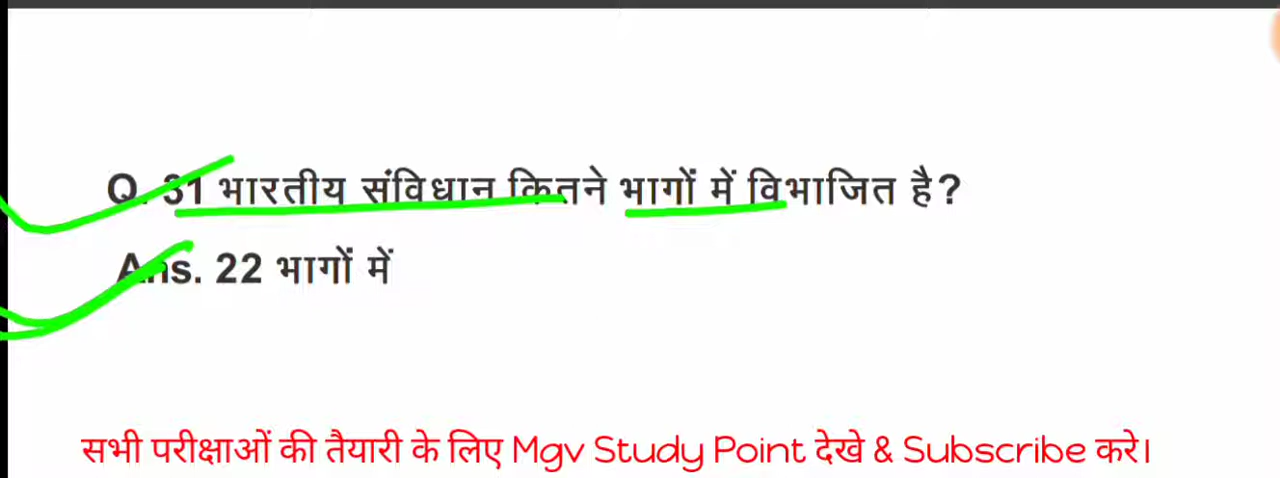 Q. 31 भारतीय संविधान कितने भागों में विभाजित है?
Ans. 22 भागों में
सभी परीक्षाओं की तैयारी के लिए Mgv Study Point देखे & Subscribe करे।